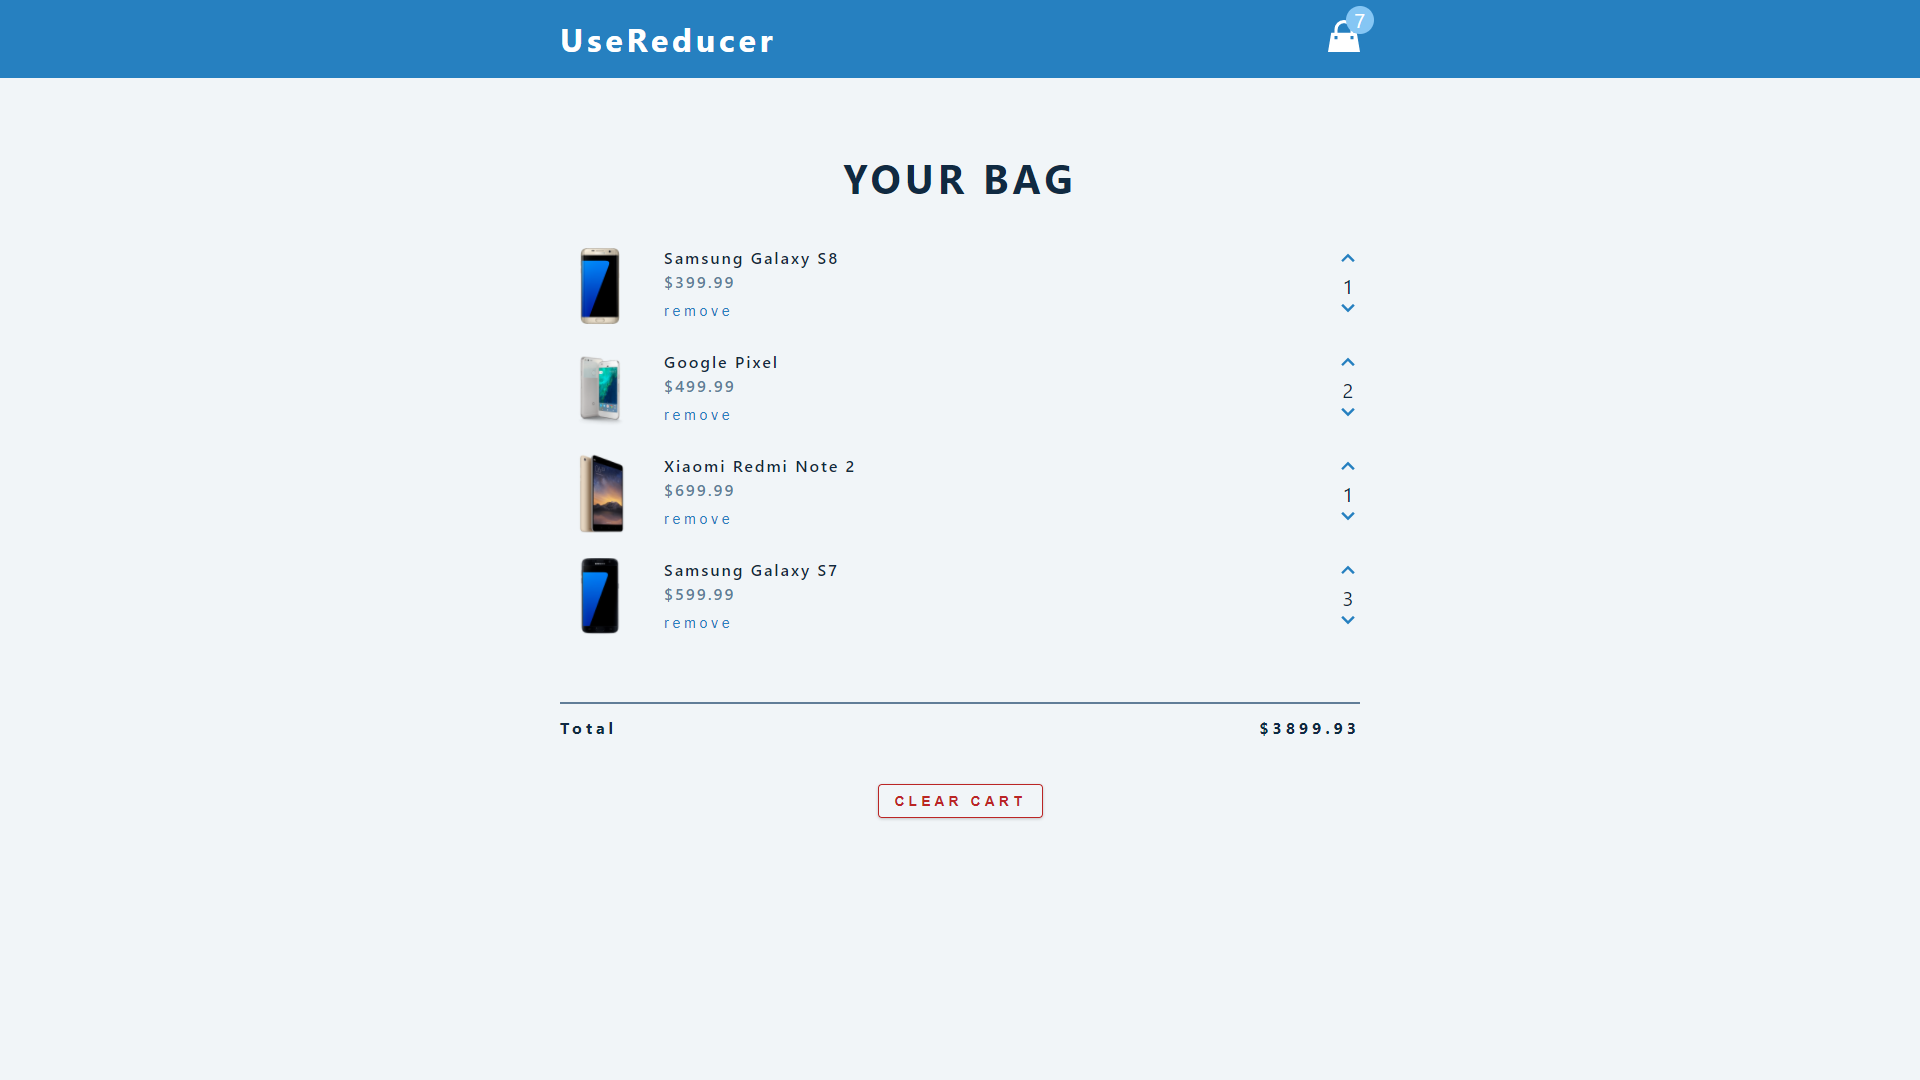 UseReducer
7
YOUR BAG
Samsung Galaxy S8
$399.99
remove
1
Google Pixel
$499.99
remove
2
Xiaomi Redmi Note 2
$699.99
remove
1
Samsung Galaxy S7
$599.99
remove
3
Total
$3899.93
CLEAR CART